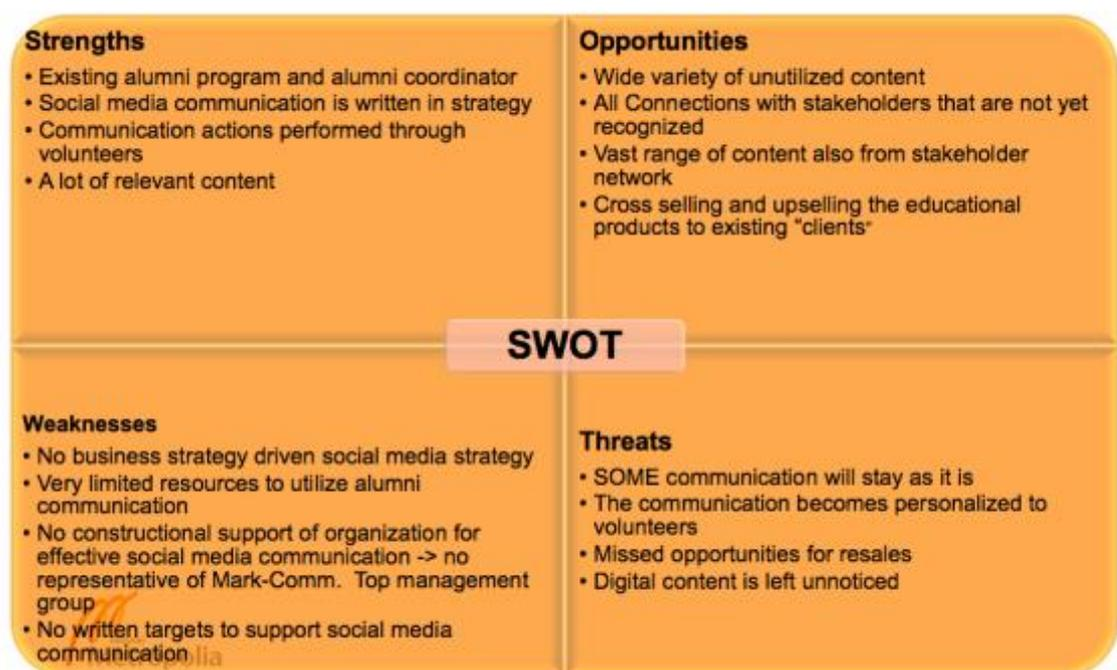 Strengths
• Existing alumni program and alumni coordinator
• Social media communication is written in strategy
• Communication actions performed through
volunteers
• A lot of relevant content
Opportunities
• Wide variety of unutilized content
• All Connections with stakeholders that are not yet
recognized
• Vast range of content also from stakeholder
network
• Cross selling and upselling the educational
products to existing "clients"
SWOT
Weaknesses
• No business strategy driven social media strategy
• Very limited resources to utilize alumni
communication
• No constructional support of organization for
effective social media communication -> no
representative of Mark-Comm. Top management
group
• No written targets to support social media
communication
Metropolia
Threats
• SOME communication will stay as it is
• The communication becomes personalized to
volunteers
• Missed opportunities for resales
• Digital content is left unnoticed